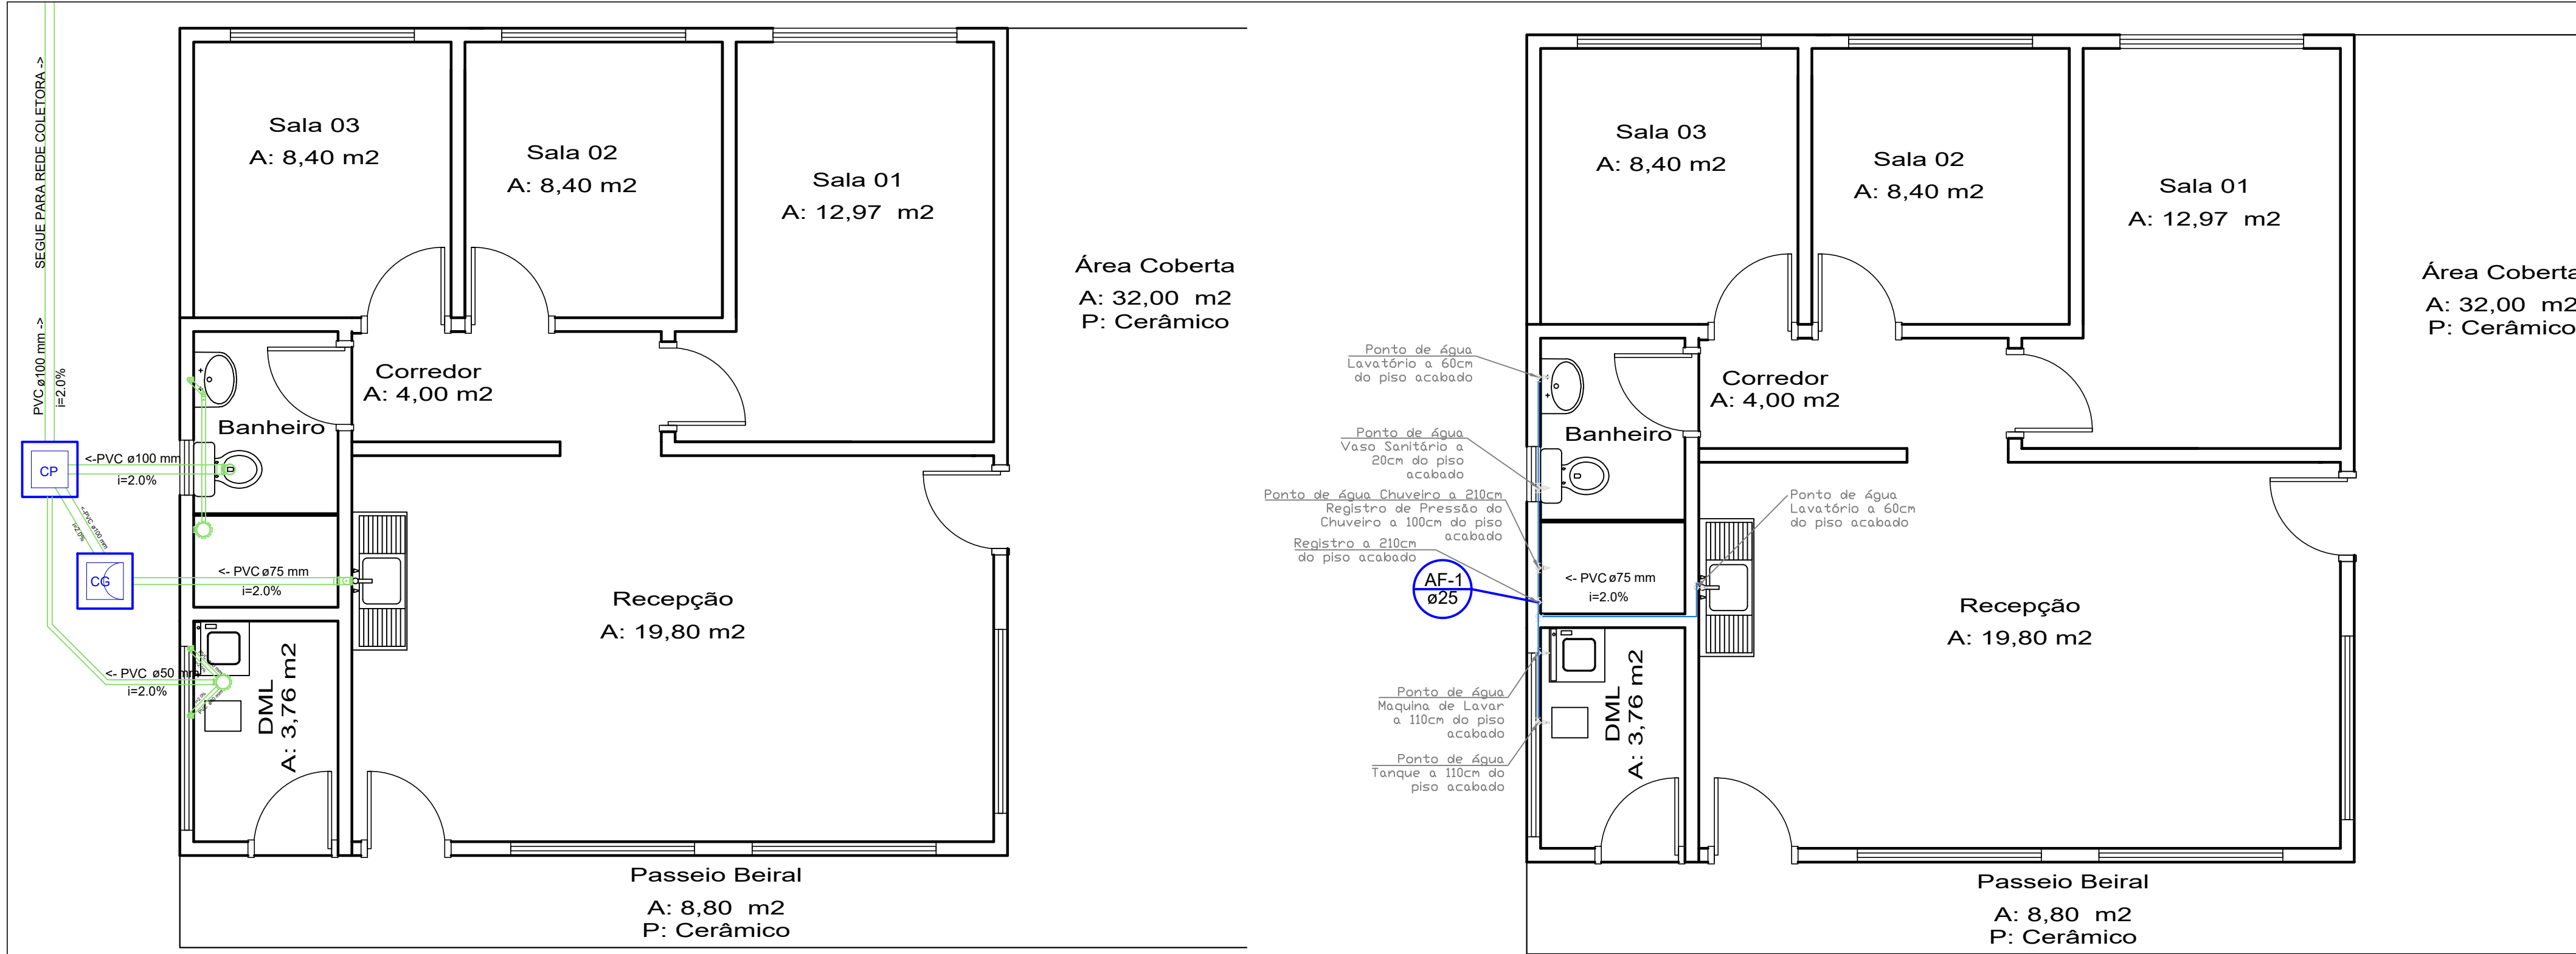 SEGUE PARA REDE COLETORA ->
PVC ø100 mm ->
i=2.0%
Sala 03
A: 8,40 m2
Sala 02
A: 8,40 m2
Sala 01
A: 12,97 m2
Área Coberta
A: 32,00 m2
P: Cerâmico
Corredor
A: 4,00 m2
Banheiro
CP
<-PVC ø100 mm
i=2.0%
<-PVC ø100 mm
i=2.0%
CG
<- PVC ø75 mm
i=2.0%
Recepção
A: 19,80 m2
<- PVC ø50 mm
i=2.0%
DML
A: 3,76 m2
Passeio Beiral
A: 8,80 m2
P: Cerâmico
Sala 03
A: 8,40 m2
Sala 02
A: 8,40 m2
Sala 01
A: 12,97 m2
Área Coberta
A: 32,00 m2
P: Cerâmico
Ponto de água
Lavatório a 60cm
do piso acabado
Corredor
A: 4,00 m2
Banheiro
Ponto de água
Vaso Sanitário a
20cm do piso
acabado
Ponto de água Chuveiro a 210cm
Registro de Pressão do
Chuveiro a 100cm do piso
acabado
Registro a 210cm
do piso acabado
AF-1
ø25
<- PVC ø75 mm
i=2.0%
Ponto de água
Lavatório a 60cm
do piso acabado
Recepção
A: 19,80 m2
Ponto de água
Maquina de Lavar
a 110cm do piso
acabado
Ponto de água
Tanque a 110cm do
piso acabado
DML
A: 3,76 m2
Passeio Beiral
A: 8,80 m2
P: Cerâmico